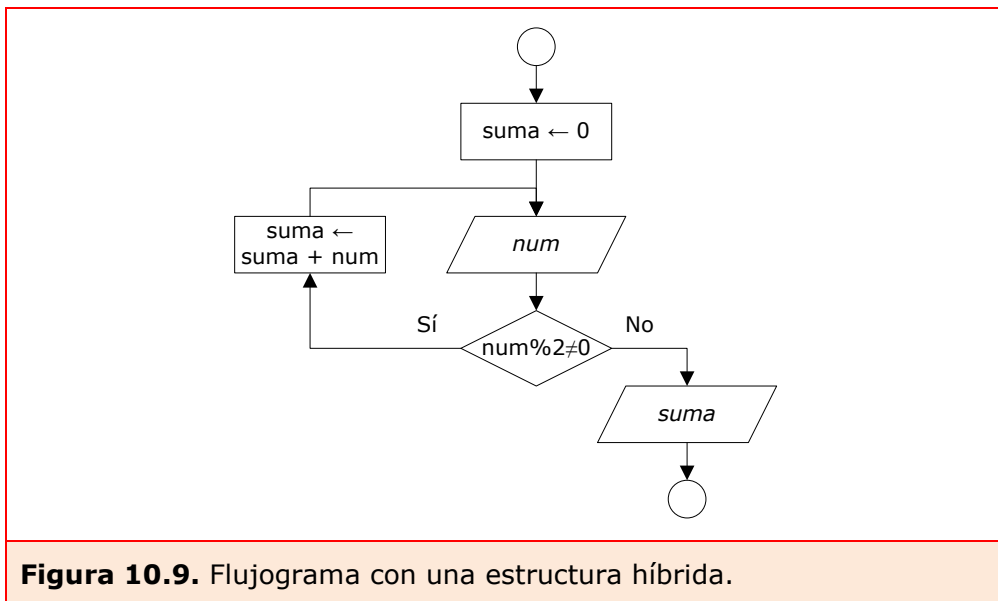 suma ← 0
suma ←
suma + num
num
Sí
No
num%2≠0
suma
Figura 10.9. Flujograma con una estructura híbrida.